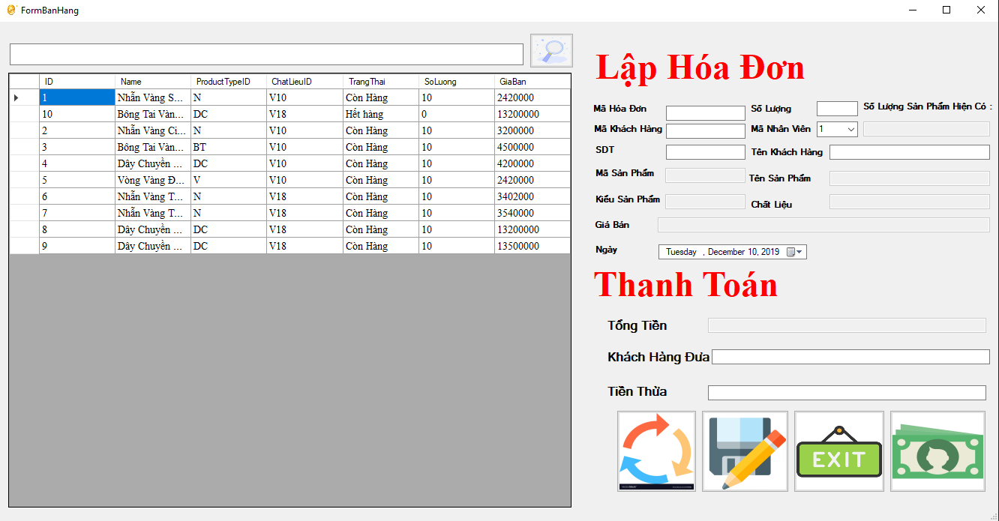 FormBanHang
ID Name ProductTypeID ChatLieuID TrangThai SoLuong GiaBan
1 Nhẫn Vàng S... N V10 Còn Hàng 10 2420000
10 Bông Tai Vàn... DC V18 Hết hàng 0 13200000
2 Nhẫn Vàng Ci... N V10 Còn Hàng 10 3200000
3 Bông Tai Vàn... BT V10 Còn Hàng 10 4500000
4 Dây Chuyền ... DC V10 Còn Hàng 10 4200000
5 Vòng Vàng Đ... V V10 Còn Hàng 10 2420000
6 Nhẫn Vàng T... N V18 Còn Hàng 10 3402000
7 Nhẫn Vàng T... N V18 Còn Hàng 10 3540000
8 Dây Chuyền ... DC V18 Còn Hàng 10 13200000
9 Dây Chuyền ... DC V18 Còn Hàng 10 13500000
Lập Hóa Đơn
Mã Hóa Đơn Số Lượng Số Lượng Sản Phẩm Hiện Có :
Mã Khách Hàng Mã Nhân Viên 1
SDT Tên Khách Hàng
Mã Sản Phẩm Tên Sản Phẩm
Kiểu Sản Phẩm Chất Liệu
Giá Bán
Ngày Tuesday , December 10, 2019
Thanh Toán
Tổng Tiền
Khách Hàng Đưa
Tiền Thừa
EXIT